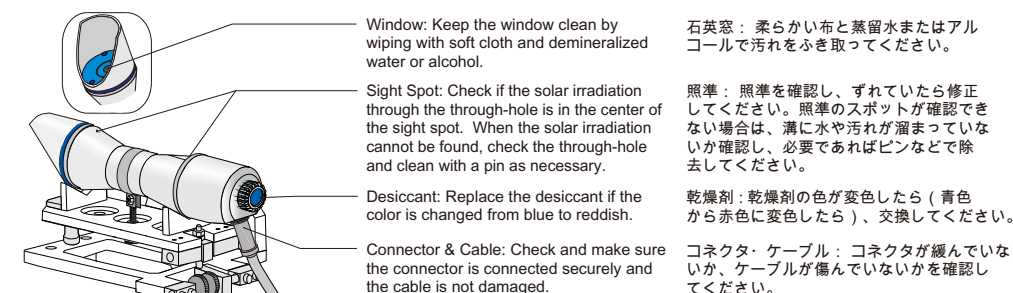 Window: Keep the window clean by
wiping with soft cloth and demineralized
water or alcohol.
石英窓： 柔らかい布と蒸留水またはアル
コールで汚れをふき取ってください。
Sight Spot: Check if the solar irradiation
through the through-hole is in the center of
the sight spot.  When the solar irradiation
cannot be found, check the through-hole
and clean with a pin as necessary.
照準： 照準を確認し、ずれていたら修正
してください。照準のスポットが確認でき
ない場合は、溝に水や汚れが溜まっていな
いか確認し、必要であればピンなどで除
去してください。
Desiccant: Replace the desiccant if the
color is changed from blue to reddish.
乾燥剤：乾燥剤の色が変色したら（青色
から赤色に変色したら）、交換してください。
Connector & Cable: Check and make sure
the connector is connected securely and
the cable is not damaged.
コネクタ・ ケーブル： コネクタが緩んでいな
いか、ケーブルが傷んでいないかを確認し
てください。